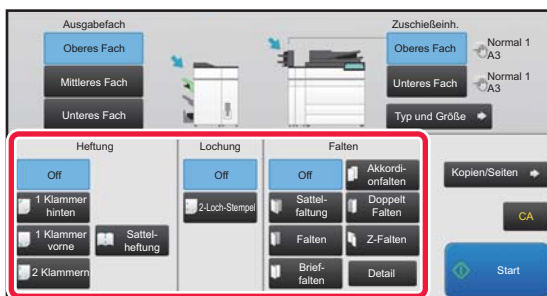 Ausgabefach
Oberes Fach
Mittleres Fach
Unteres Fach
Zuschießeinh.
Oberes Fach
Normal 1
A3
Unteres Fach
Normal 1
A3
Typ und Größe
Heftung
Off
1 Klammer
hinten
1 Klammer
vorne
Sattel-
heftung
2 Klammern
Lochung
Off
2-Loch-Stempel
Falten
Off
Akkordi-
onfalten
Sattel-
faltung
Doppelt
Falten
Falten
Z-Falten
Brief-
falten
Detail
Kopien/Seiten
CA
Start